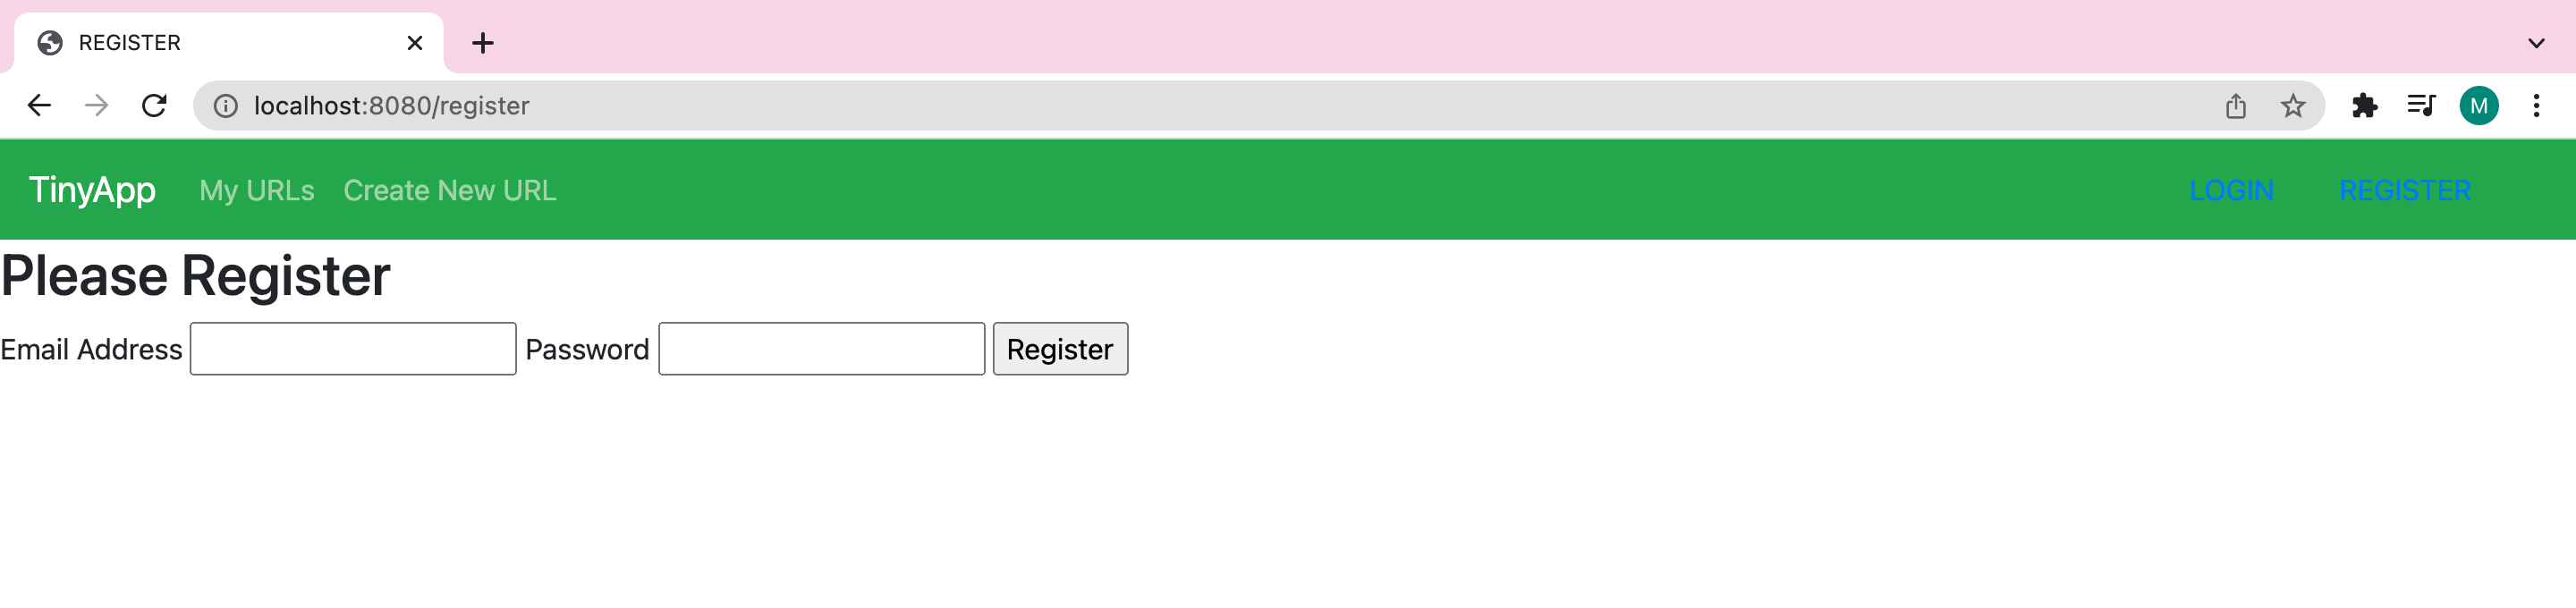 REGISTER
localhost:8080/register
M
TinyApp My URLs Create New URL LOGIN REGISTER
Please Register
Email Address Password Register